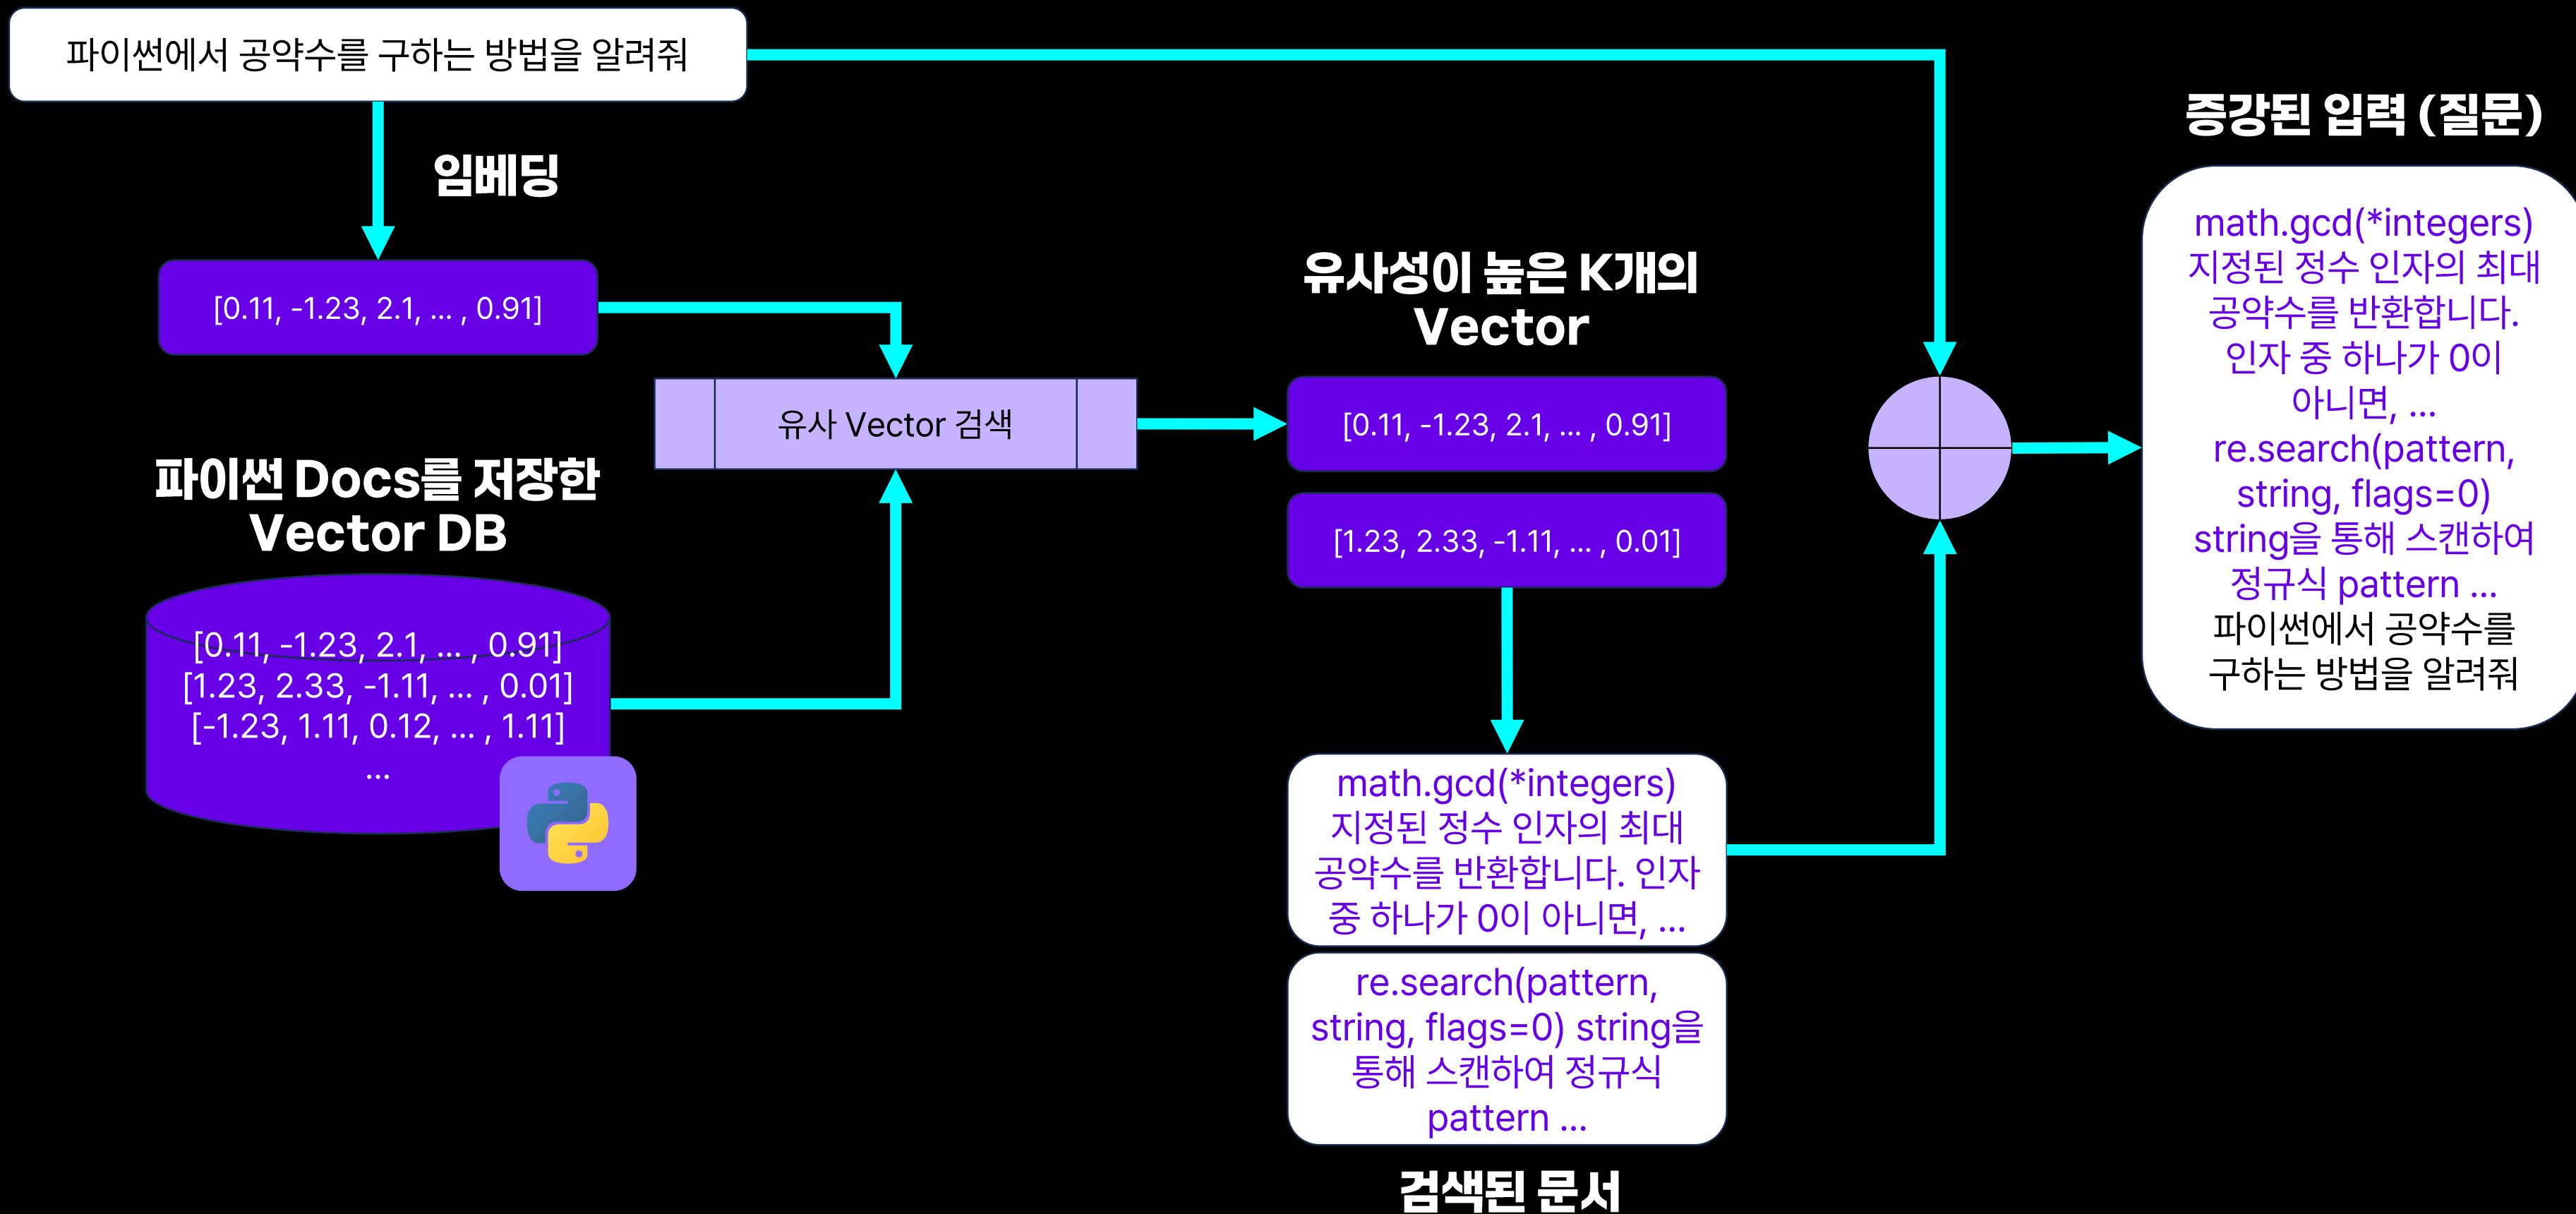 파이썬에서 공약수를 구하는 방법을 알려줘
임베딩
[0.11, -1.23, 2.1, ... , 0.91]
파이썬 Docs를 저장한
Vector DB
[0.11, -1.23, 2.1, ... , 0.91]
[1.23, 2.33, -1.11, ... , 0.01]
[-1.23, 1.11, 0.12, ... , 1.11]
...
유사 Vector 검색
유사성이 높은 K개의
Vector
[0.11, -1.23, 2.1, ... , 0.91]
[1.23, 2.33, -1.11, ... , 0.01]
math.gcd(*integers)
지정된 정수 인자의 최대
공약수를 반환합니다. 인자
중 하나가 0이 아니면, ...
re.search(pattern,
string, flags=0) string을
통해 스캔하여 정규식
pattern ...
검색된 문서
증강된 입력 (질문)
math.gcd(*integers)
지정된 정수 인자의 최대
공약수를 반환합니다.
인자 중 하나가 0이
아니면, ...
re.search(pattern,
string, flags=0)
string을 통해 스캔하여
정규식 pattern ...
파이썬에서 공약수를
구하는 방법을 알려줘